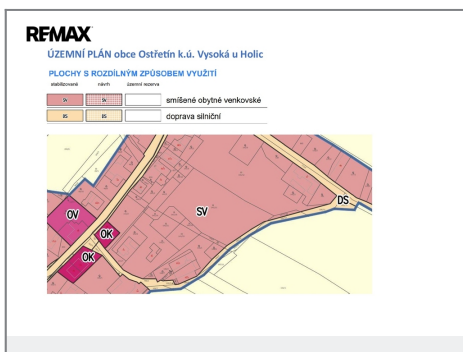 RE/MAX
ÚZEMNÍ PLÁN obce Ostřetín k.ú. Vysoká u Holic
PLOCHY S ROZDÍLNÝM ZPŮSOBEM VYUŽITÍ
stabilizované návrh územní rezerva
SV SV smíšené obytné venkovské
DS DS doprava silniční
OV
SV
DS
OK
OK